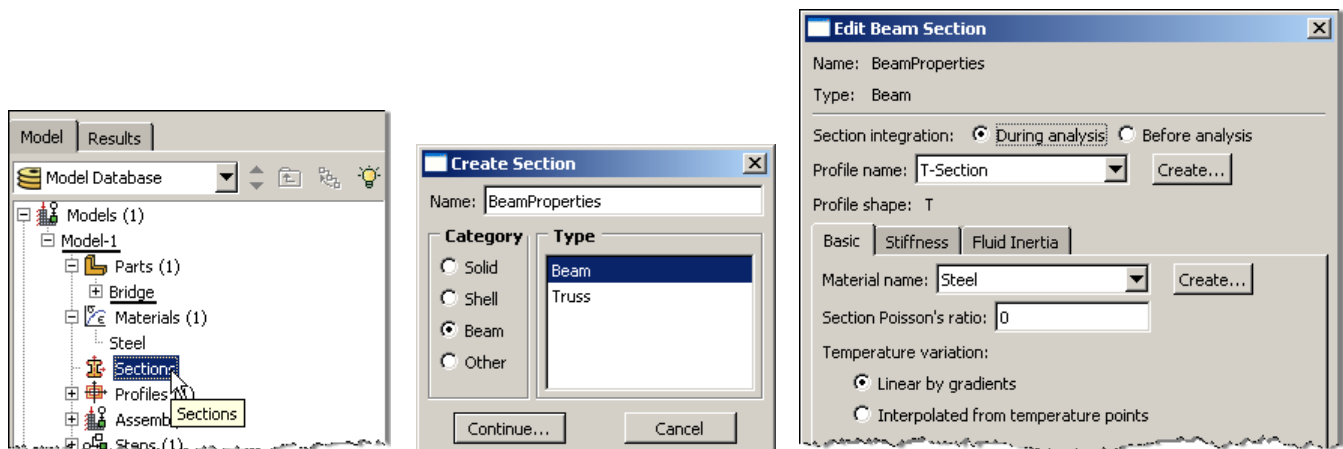 Model Results
Model Database
Models (1)
Model-1
Parts (1)
Bridge
Materials (1)
Steel
Sections
Profiles
Sections
Create Section
Name: BeamProperties
Category Type
Solid Beam
Shell Truss
Beam
Other
Continue... Cancel
Edit Beam Section
Name: BeamProperties
Type: Beam
Section integration: During analysis Before analysis
Profile name: T-Section Create...
Profile shape: T
Basic Stiffness Fluid Inertia
Material name: Steel Create...
Section Poisson's ratio: 0
Temperature variation:
Linear by gradients
Interpolated from temperature points